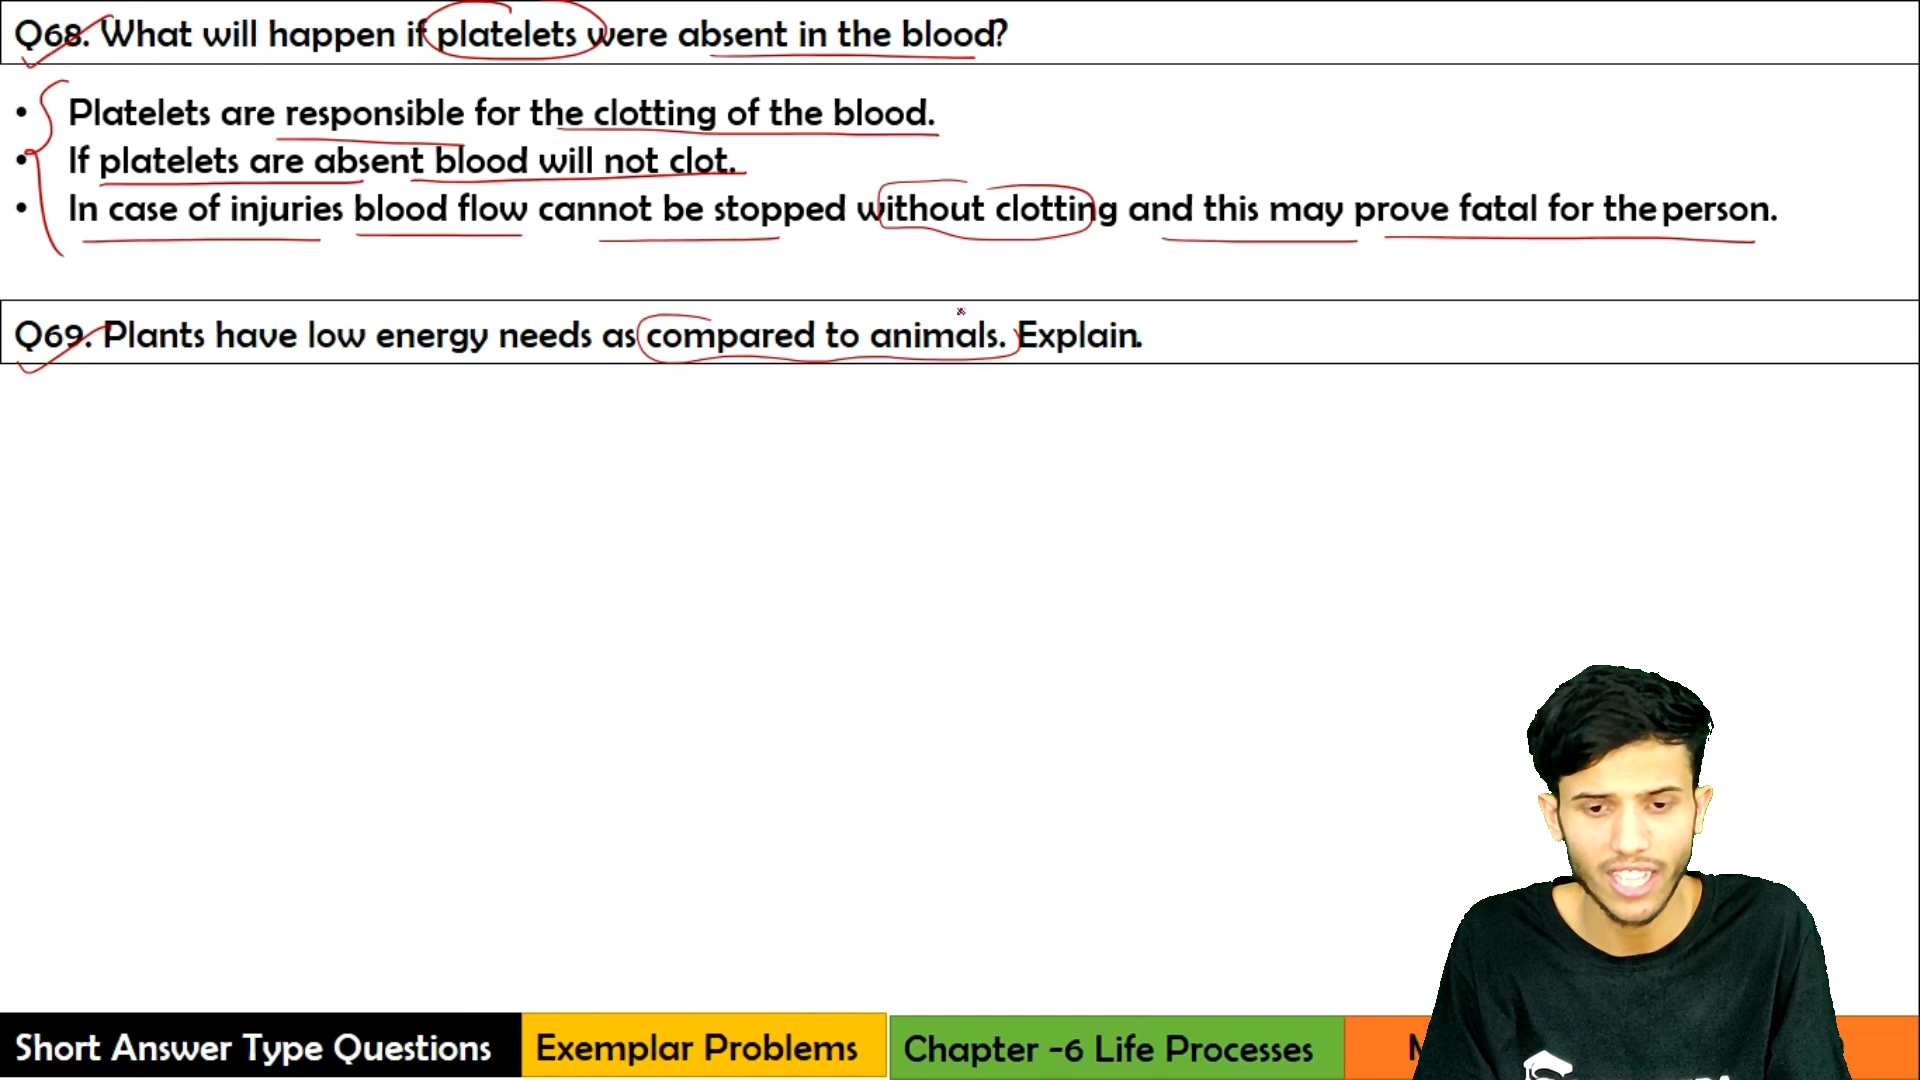 Q68. What will happen if platelets were absent in the blood?
• Platelets are responsible for the clotting of the blood.
• If platelets are absent blood will not clot.
• In case of injuries blood flow cannot be stopped without clotting and this may prove fatal for the person.
Q69. Plants have low energy needs as compared to animals. Explain.
Short Answer Type Questions
Exemplar Problems
Chapter -6 Life Processes